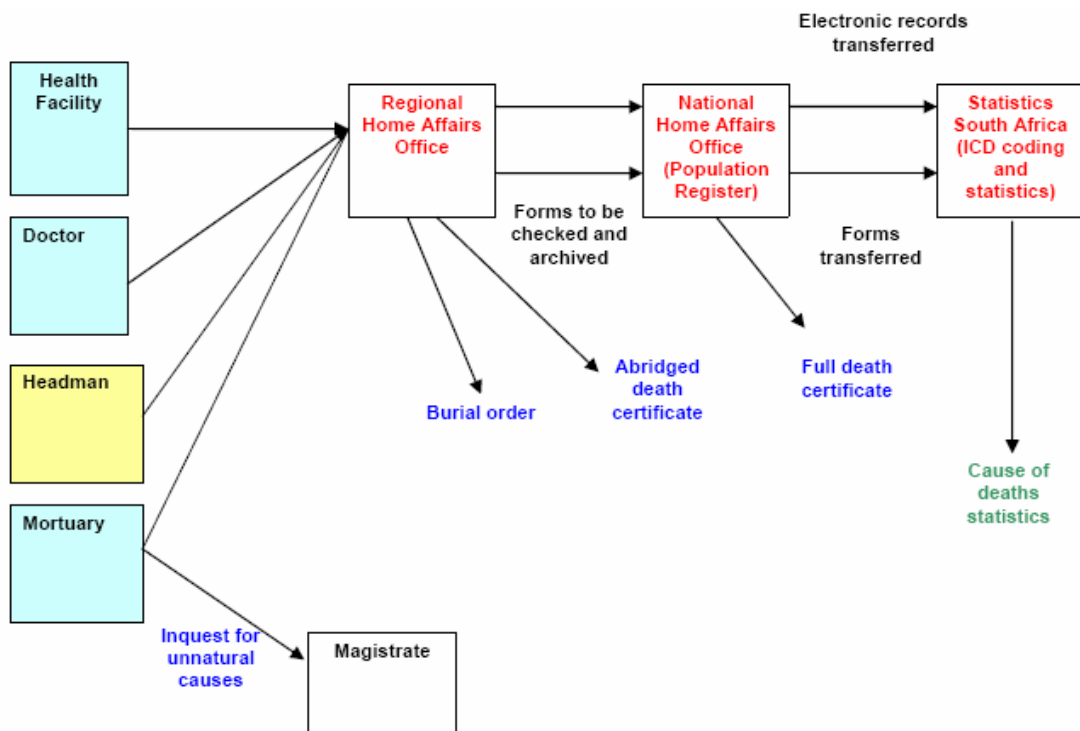 Electronic records
transferred
Health
Facility
Regional
Home Affairs
Office
National
Home Affairs
Office
(Population
Register)
Statistics
South Africa
(ICD coding
and
statistics)
Doctor
Forms to be
checked and
archived
Forms
transferred
Headman
Burial order
Abridged
death
certificate
Full death
certificate
Cause of
deaths
statistics
Mortuary
Inquest for
unnatural
causes
Magistrate